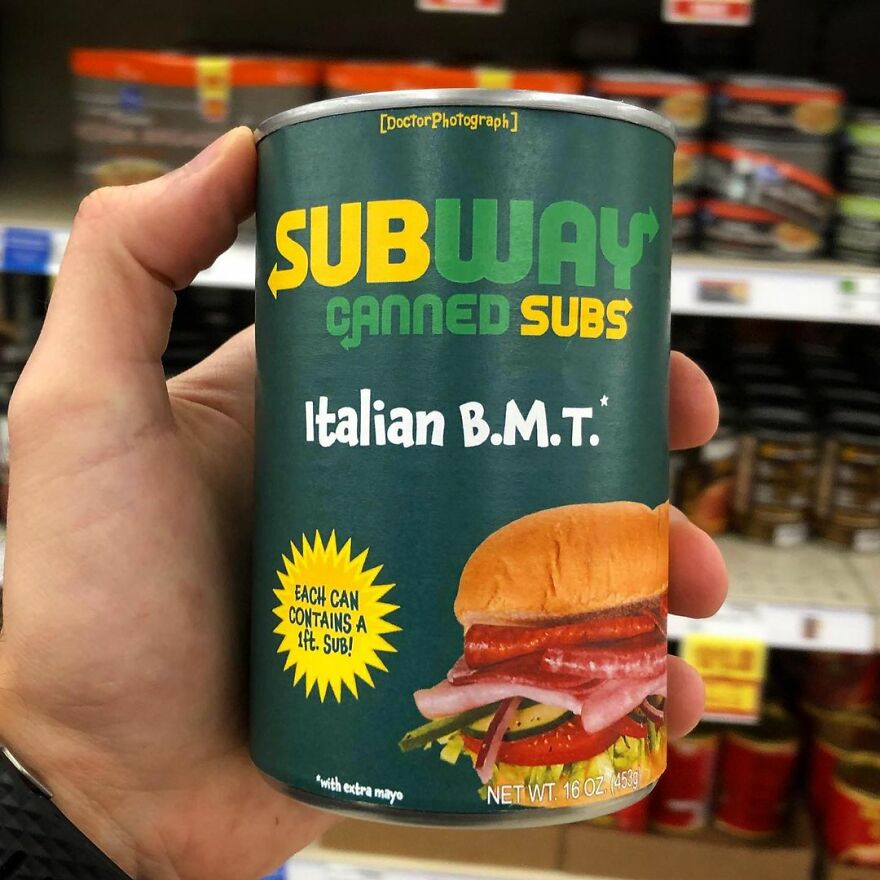 [DoctorPhotograph]
SUBWAY
CANNED SUBS
Italian B.M.T.*
EACH CAN
CONTAINS A
1ft. SUB!
*with extra mayo
NET WT. 16 OZ. (453g)